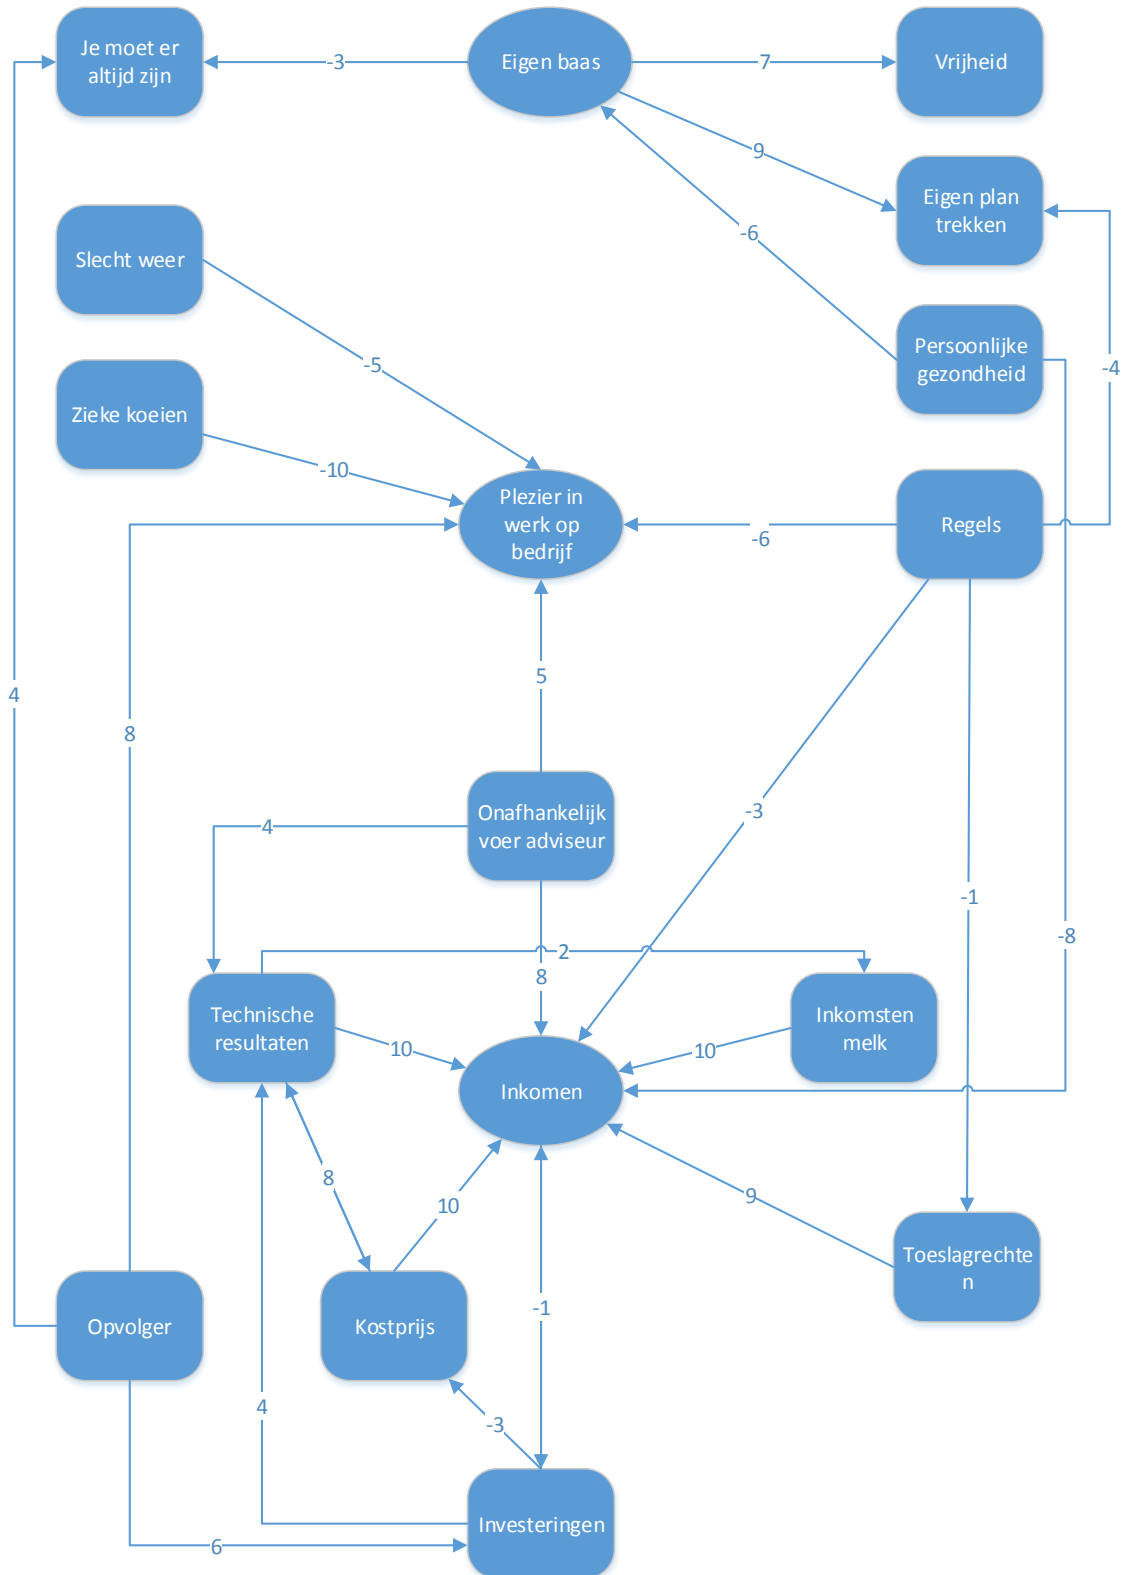 Je moet er
altijd zijn
-3
Eigen baas
7
Vrijheid
9
Eigen plan
trekken
-6
Slecht weer
-5
Persoonlijke
gezondheid
-4
Zieke koeien
-10
Plezier in
werk op
bedrijf
-6
Regels
4
8
5
Onafhankelijk
voer adviseur
4
-3
-1
-8
2
8
Technische
resultaten
10
Inkomsten
melk
10
Inkomen
8
10
9
Toeslagrechte
n
Opvolger
Kostprijs
-1
4
-3
Investeringen
6